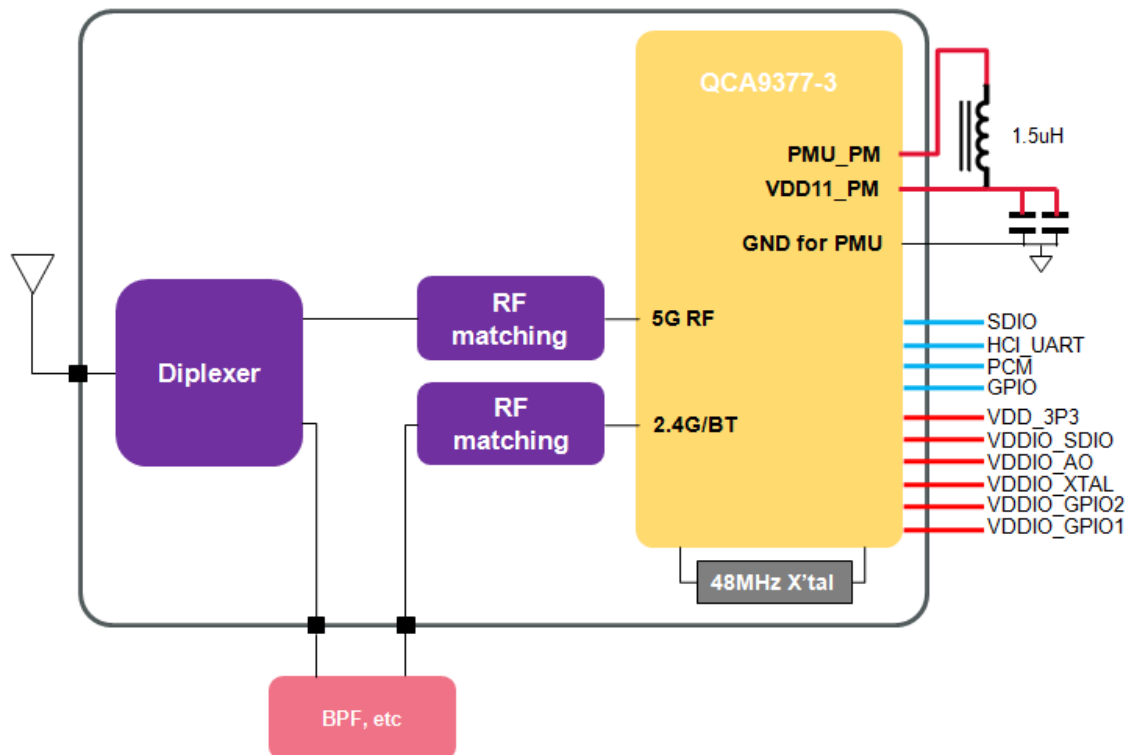 QCA9377-3
PMU_PM
1.5uH
VDD11_PM
GND for PMU
RF
matching
5G RF
Diplexer
RF
matching
2.4G/BT
SDIO
HCI_UART
PCM
GPIO
VDD_3P3
VDDIO_SDIO
VDDIO_AO
VDDIO_XTAL
VDDIO_GPIO2
VDDIO_GPIO1
48MHz X’tal
BPF, etc